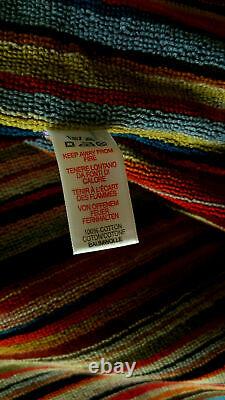 KEEP AWAY FROM
FIRE
TENERE LONTANO
DA FONTI DI
CALORE
TENIR À L'ÉCART
DES FLAMMES
VON OFFENEM
FEUER
FERNHALTEN
100% COTTON
COTON/COTONE
BAUMWOLLE